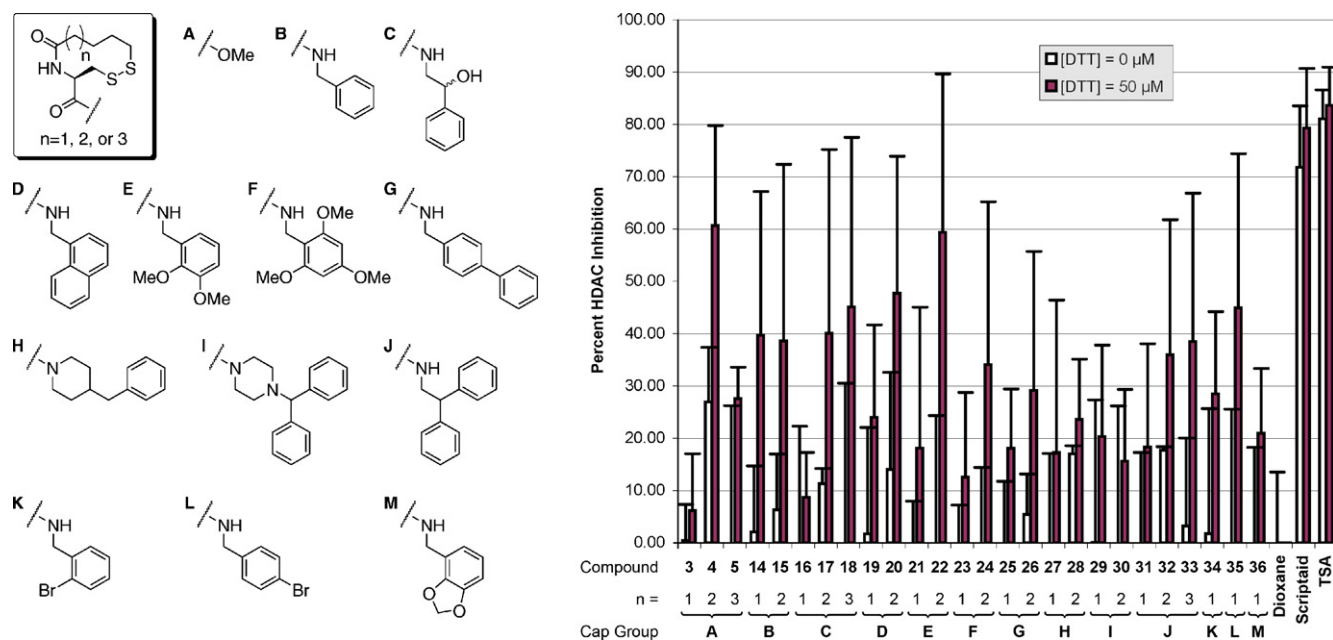 O
( )
n
HN
S-S
O
n=1, 2, or 3
A
OMe
B
NH
C
NH
OH
D
NH
E
NH
MeO
OMe
F
NH OMe
MeO
OMe
G
NH
H
N
I
N
N
J
NH
K
NH
Br
L
NH
Br
M
NH
O
O
Percent HDAC Inhibition
100.00
90.00
80.00
70.00
60.00
50.00
40.00
30.00
20.00
10.00
0.00
[DTT] = 0 µM
[DTT] = 50 µM
Compound 3 4 5 14 15 16 17 18 19 20 21 22 23 24 25 26 27 28 29 30 31 32 33 34 35 36 Dioxane Scriptaid TSA
n = 1 2 3 1 2 1 2 3 1 2 1 2 1 2 1 2 1 2 1 2 1 2 3 1 1 1
Cap Group A B C D E F G H I J K L M